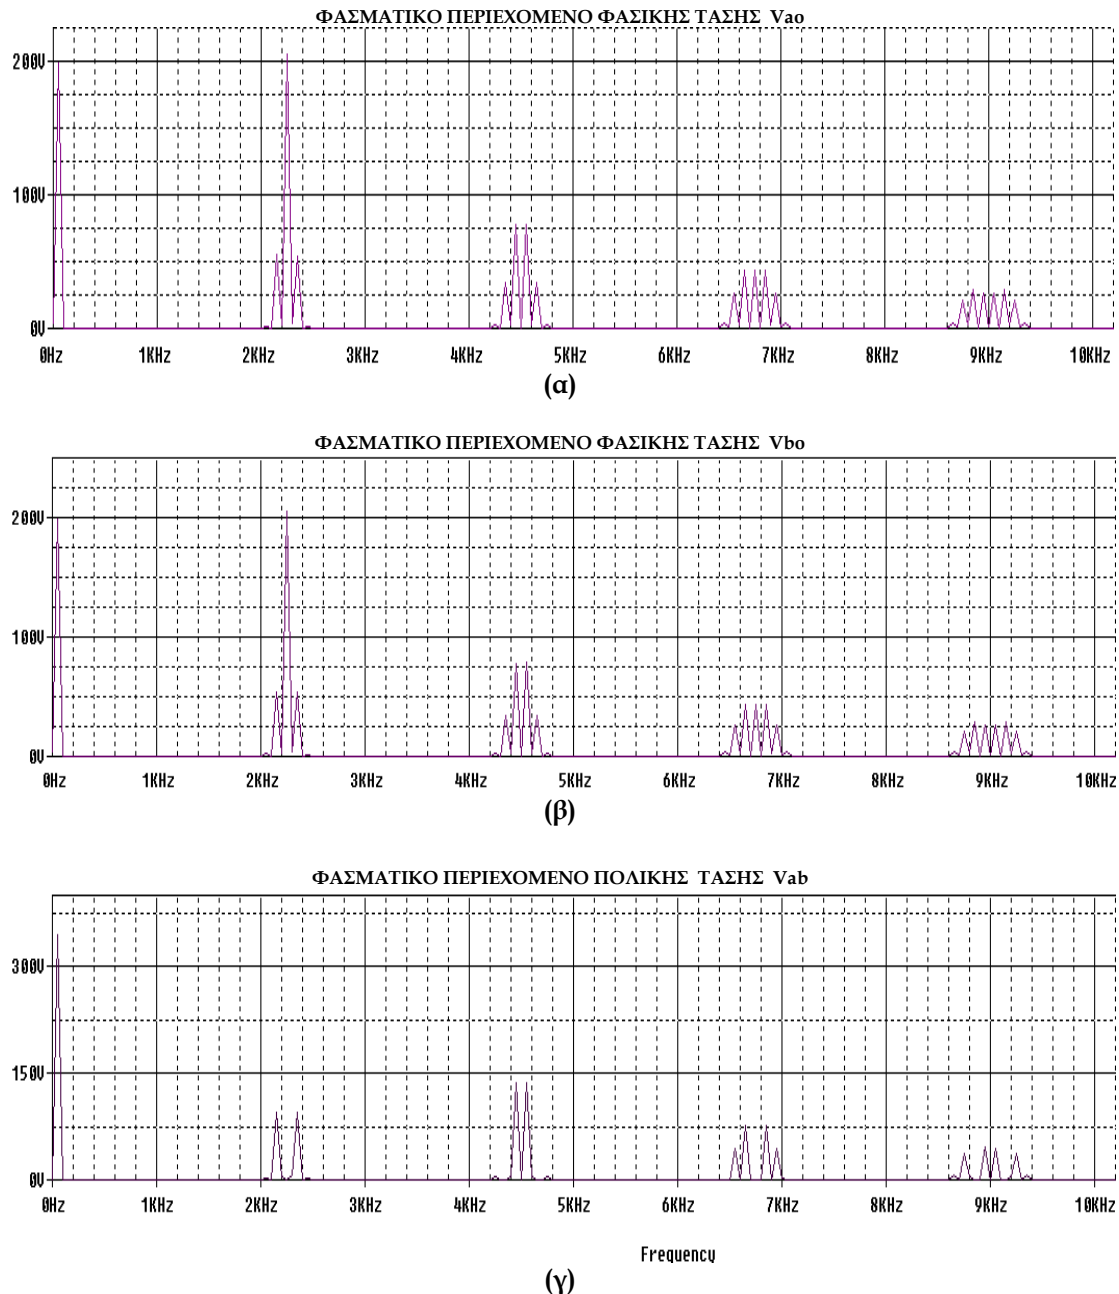 ΦΑΣΜΑΤΙΚΟ ΠΕΡΙΕΧΟΜΕΝΟ ΦΑΣΙΚΗΣ ΤΑΣΗΣ Vao
200V
100V
0V
0Hz 1KHz 2KHz 3KHz 4KHz 5KHz 6KHz 7KHz 8KHz 9KHz 10KHz
(α)
ΦΑΣΜΑΤΙΚΟ ΠΕΡΙΕΧΟΜΕΝΟ ΦΑΣΙΚΗΣ ΤΑΣΗΣ Vbo
200V
100V
0V
0Hz 1KHz 2KHz 3KHz 4KHz 5KHz 6KHz 7KHz 8KHz 9KHz 10KHz
(β)
ΦΑΣΜΑΤΙΚΟ ΠΕΡΙΕΧΟΜΕΝΟ ΠΟΛΙΚΗΣ ΤΑΣΗΣ Vab
300V
150V
0V
0Hz 1KHz 2KHz 3KHz 4KHz 5KHz 6KHz 7KHz 8KHz 9KHz 10KHz
Frequency
(γ)